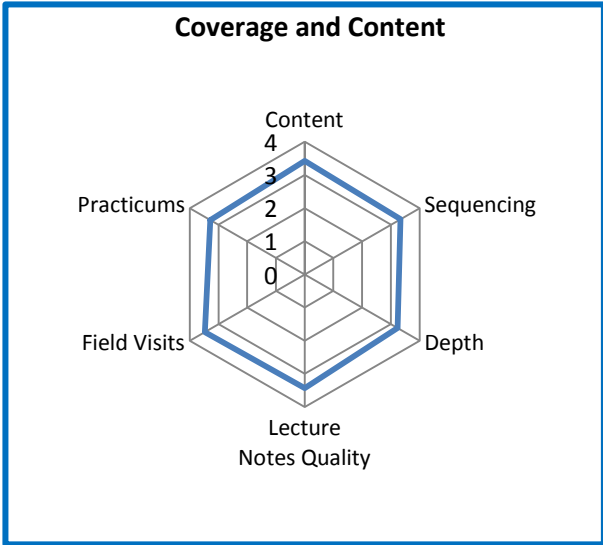 Coverage and Content
Content
4
3
2
1
0
Practicums
Sequencing
Field Visits
Depth
Lecture
Notes Quality